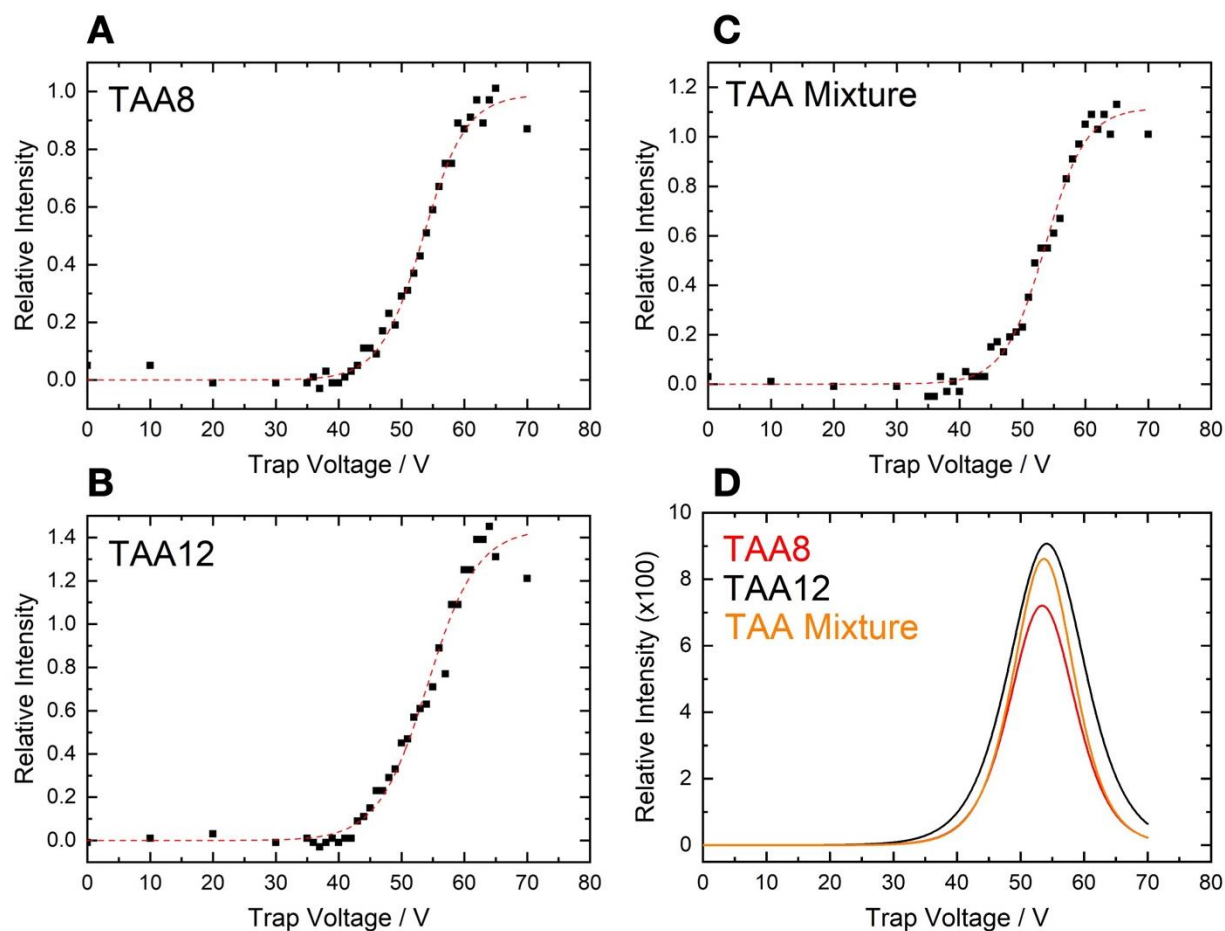 A
TAA8
1.0
0.8
0.6
0.4
0.2
0.0
Relative Intensity
0 10 20 30 40 50 60 70 80
Trap Voltage / V
C
TAA Mixture
1.2
1.0
0.8
0.6
0.4
0.2
0.0
Relative Intensity
0 10 20 30 40 50 60 70 80
Trap Voltage / V
B
TAA12
1.4
1.2
1.0
0.8
0.6
0.4
0.2
0.0
Relative Intensity
0 10 20 30 40 50 60 70 80
Trap Voltage / V
D
TAA8
TAA12
TAA Mixture
10
8
6
4
2
0
Relative Intensity (x100)
0 10 20 30 40 50 60 70 80
Trap Voltage / V